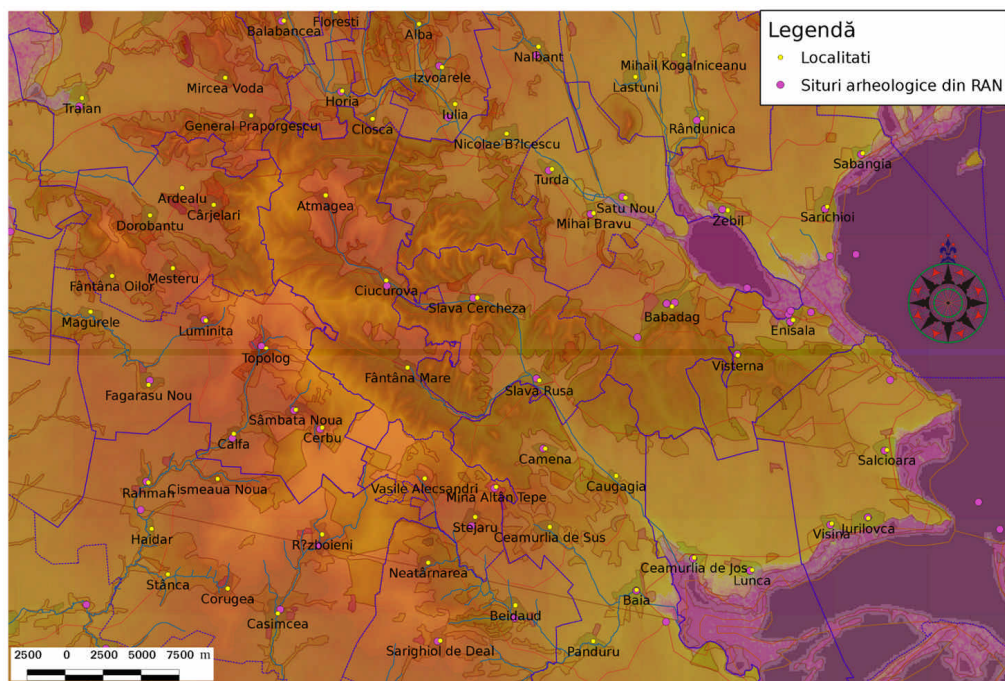 Legendă
Localitati
Situri arheologice din RAN
Floresti
Balabancea
Alba
Nalbant
Izvoarele
Mihail Kogalniceanu
Mircea Voda
Lastuni
Horia
Traian
Iulia
General Praporgescu
Closca
Rândunica
Nicolae B?lcescu
Sabangia
Turda
Ardealu
Atmagea
Satu Nou
Cârjelari
Sarichioi
Dorobantu
Mihai Bravu
Zebil
Mesteru
Fântâna Oilor
Ciucurova
Slava Cercheza
Babadag
Magurele
Luminita
Enisala
Topolog
Visterna
Fântâna Mare
Slava Rusa
Fagarasu Nou
Sâmbata Noua
Cerbu
Calfa
Salcioara
Camena
Caugagia
Vasile Alecsandri
Cismeaua Noua
Rahman
Mina Altân Tepe
Stejaru
Ceamurlia de Sus
Visina
Jurilovca
Haidar
R?zboieni
Ceamurlia de Jos
Neatârnarea
Lunca
Stânca
Corugea
Baia
Beidaud
Casimcea
Sarighiol de Deal
Panduru
2500 0 2500 5000 7500 m